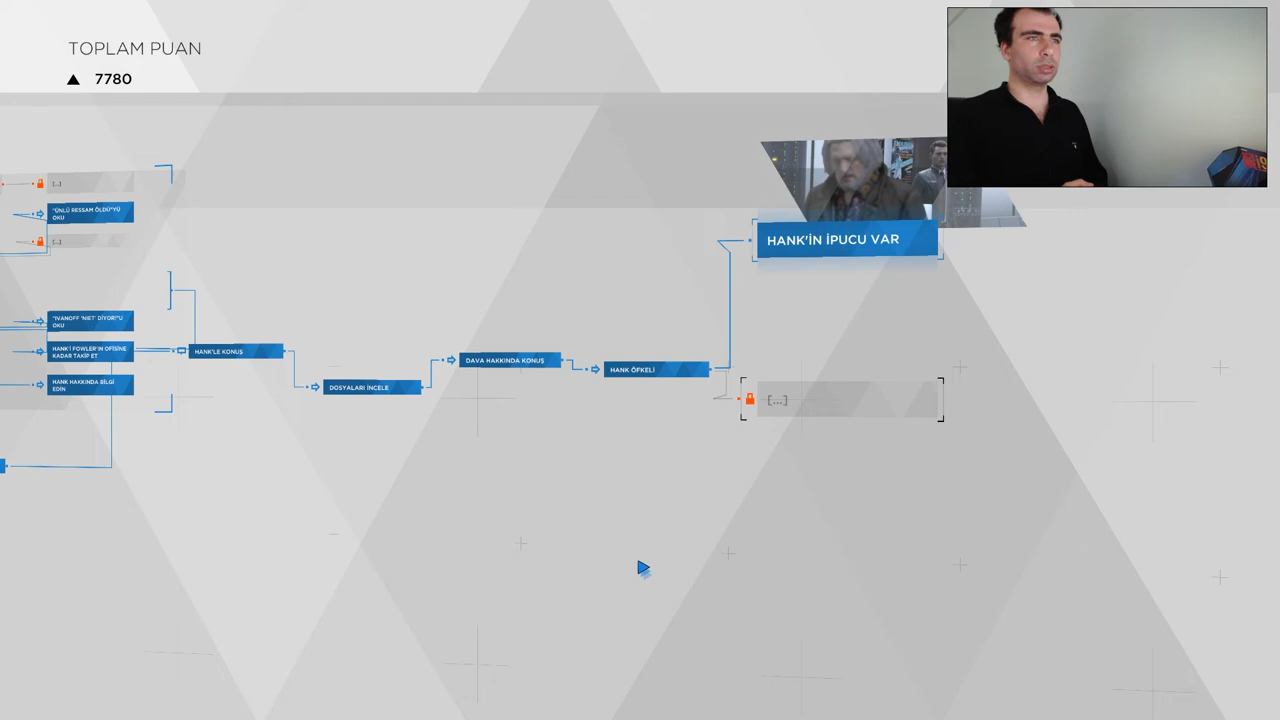 TOPLAM PUAN
7780
[...]
"ÜNLÜ RESSAM ÖLDÜ"YÜ
OKU
[...]
"IVANOFF 'NIET' DİYOR!"U
OKU
HANK'İ FOWLER'IN OFİSİNE
KADAR TAKİP ET
HANK HAKKINDA BİLGİ
EDİN
HANK'LE KONUŞ
DOSYALARI İNCELE
DAVA HAKKINDA KONUŞ
HANK ÖFKELİ
HANK'İN İPUCU VAR
[...]